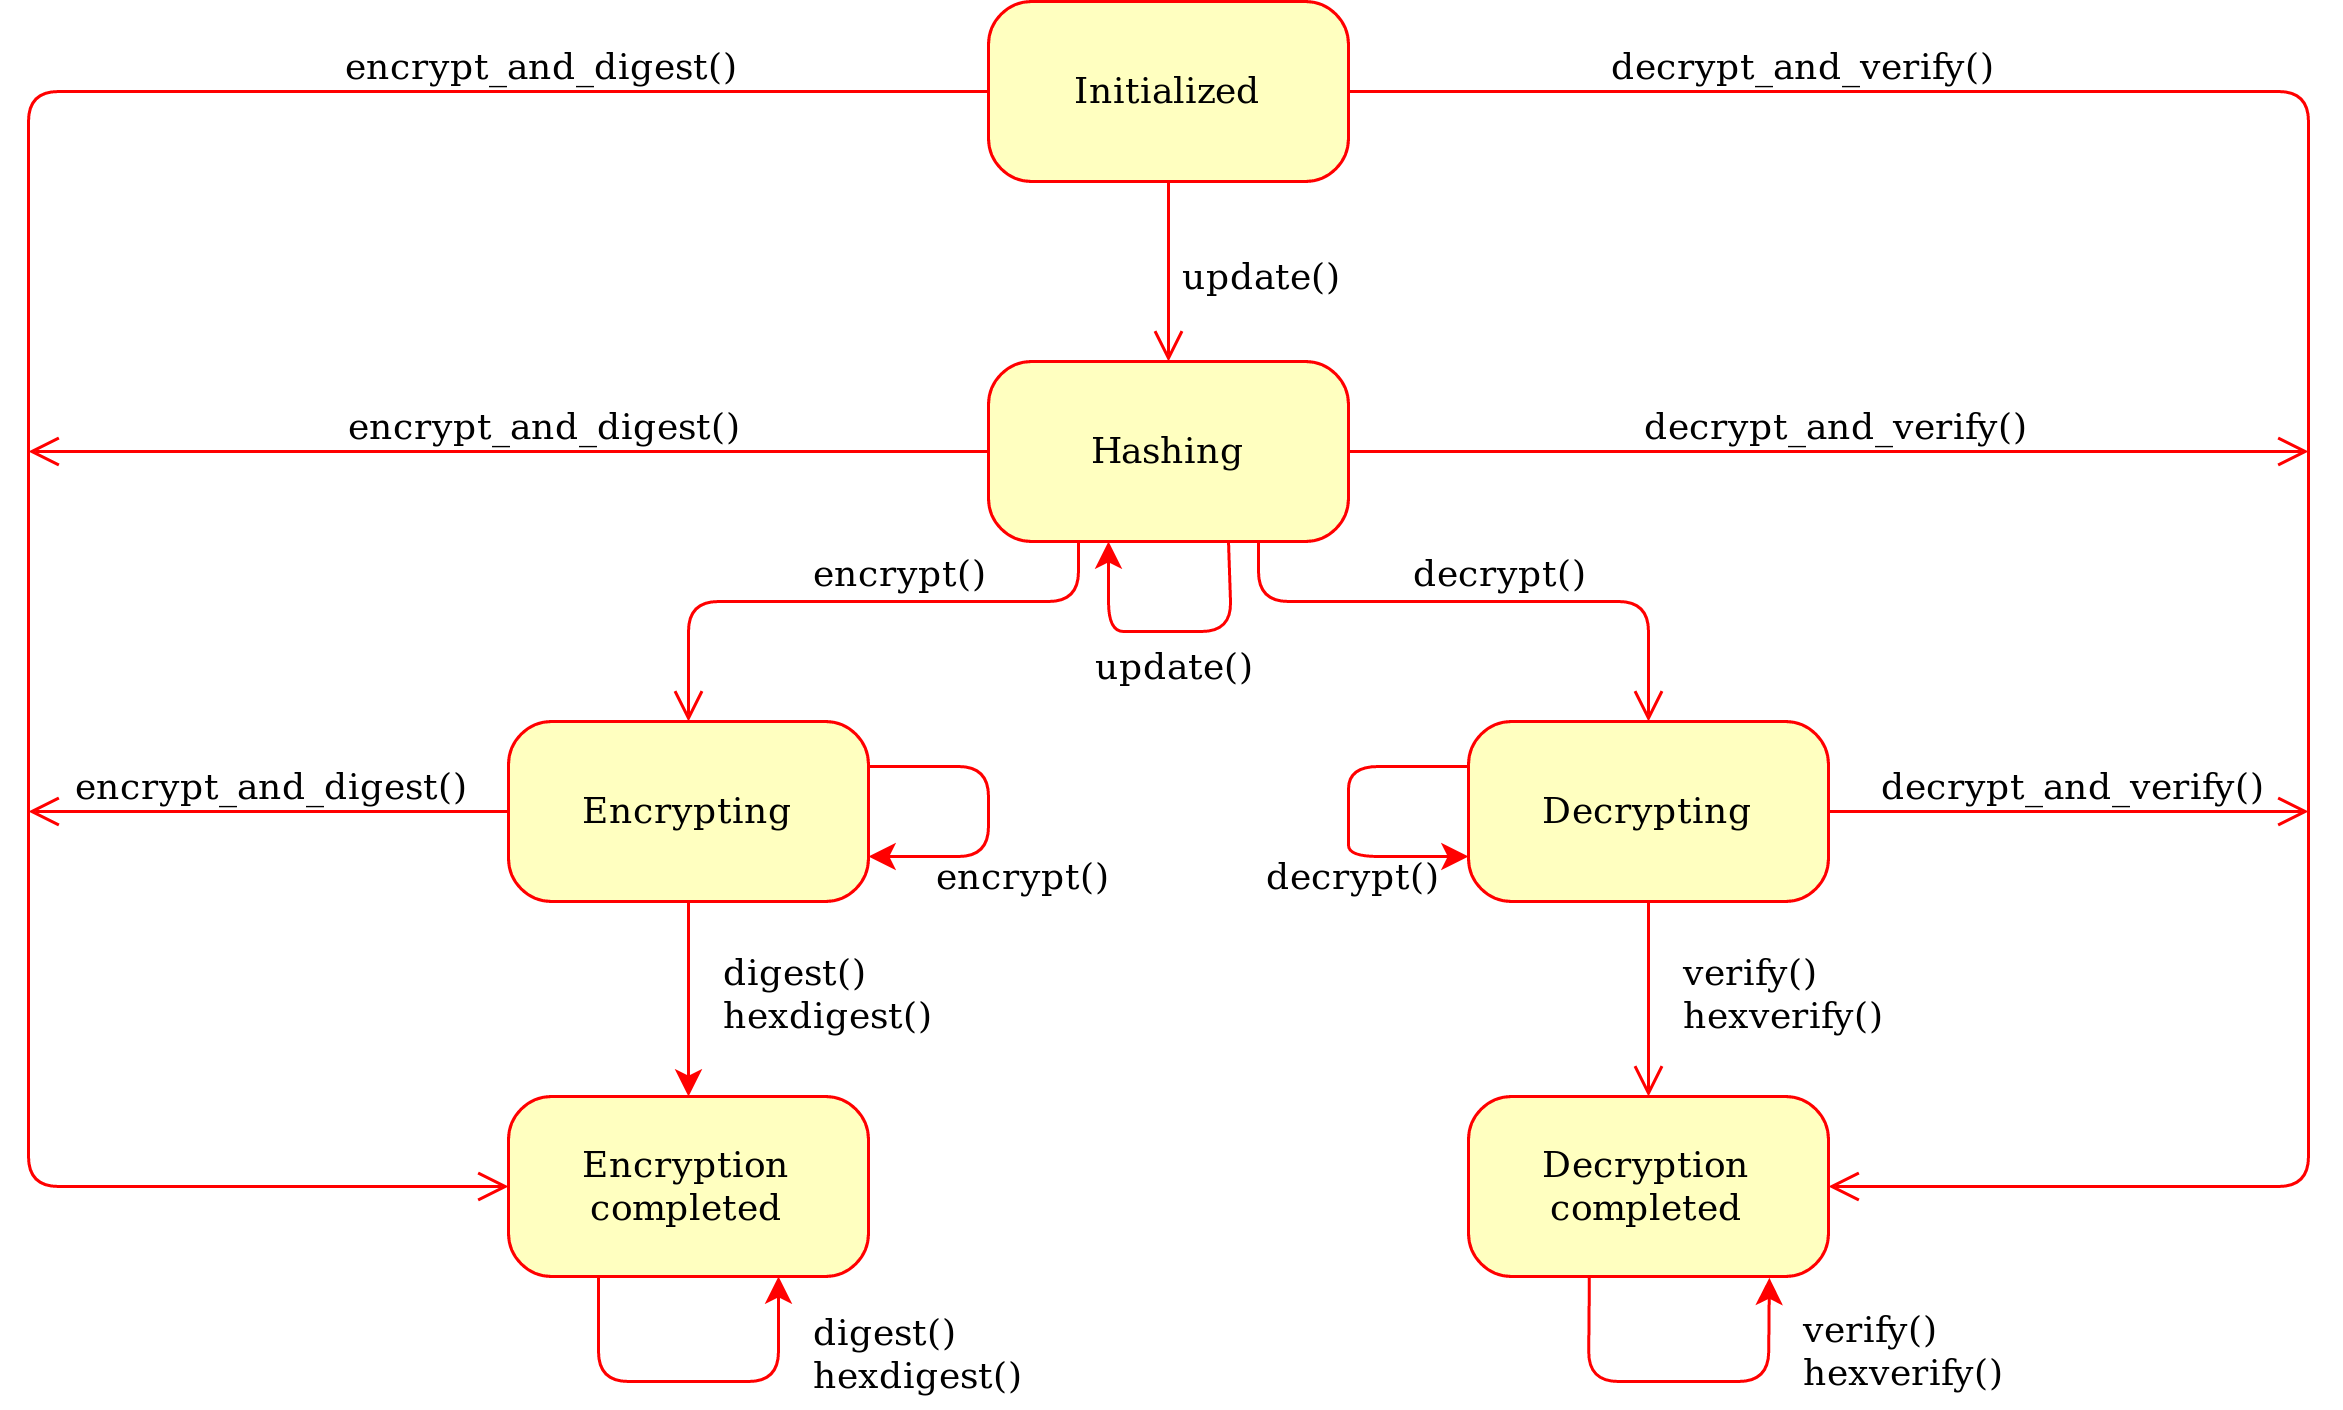 encrypt_and_digest()
Initialized
decrypt_and_verify()
update()
encrypt_and_digest()
Hashing
decrypt_and_verify()
encrypt()
decrypt()
update()
encrypt_and_digest()
Encrypting
encrypt()
Decrypting
decrypt()
decrypt_and_verify()
digest()
hexdigest()
verify()
hexverify()
Encryption
completed
Decryption
completed
digest()
hexdigest()
verify()
hexverify()